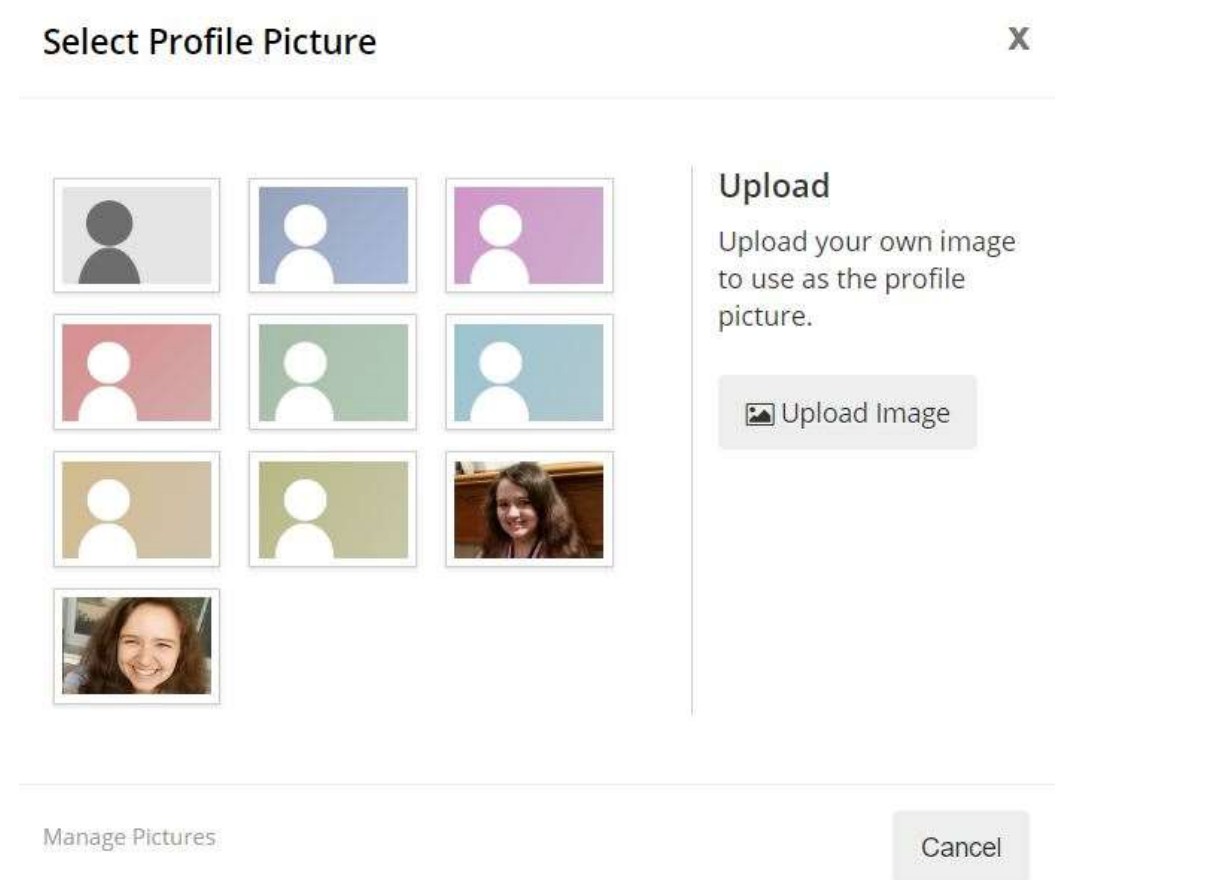 Select Profile Picture
X
Upload
Upload your own image
to use as the profile
picture.
Upload Image
Manage Pictures
Cancel